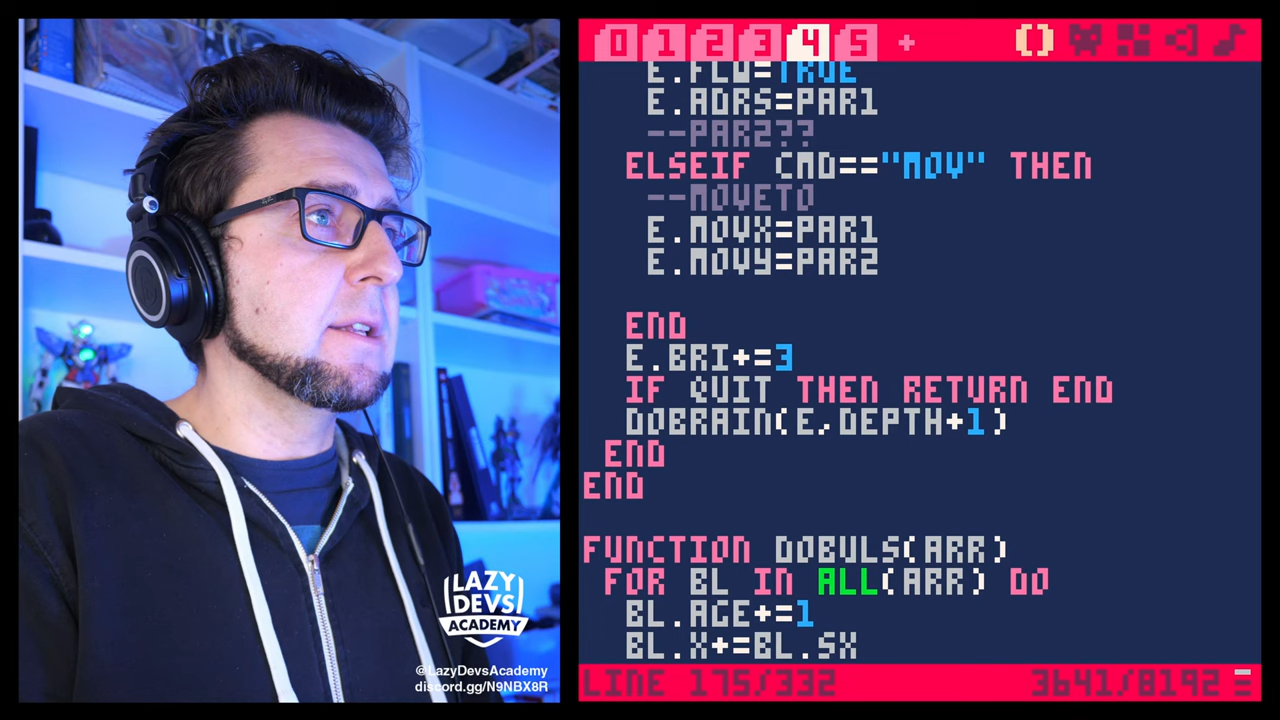 LAZY
DEVS
ACADEMY
@LazyDevsAcademy
discord.gg/N9NBX8R
0 1 2 3 4 5 +
E.FLW=TRUE
E.ADRS=PAR1
--PAR2??
ELSEIF CMD=="MOV" THEN
--MOVETO
E.MOVX=PAR1
E.MOVY=PAR2
END
E.BRI+=3
IF QUIT THEN RETURN END
DOBRAIN(E,DEPTH+1)
END
END
FUNCTION DOBULS(ARR)
FOR BL IN ALL(ARR) DO
BL.AGE+=1
BL.X+=BL.SX
LINE 175/332
3641/8192